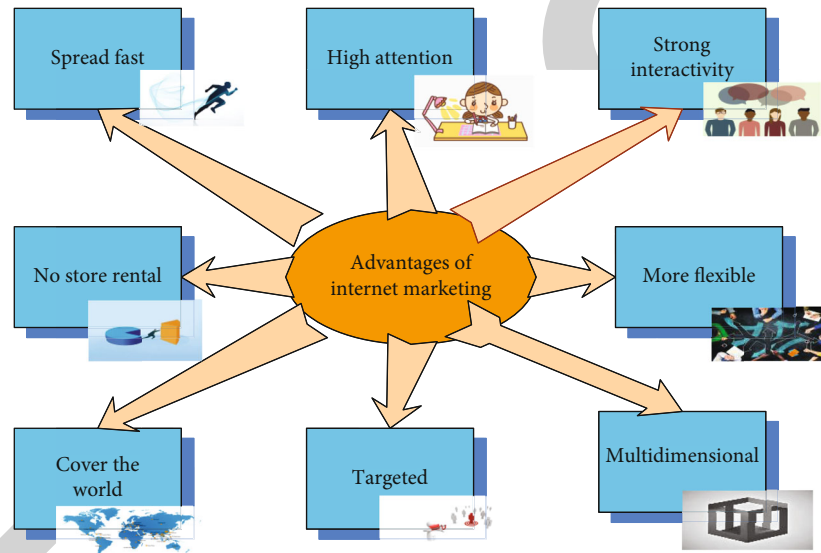 Spread fast
High attention
Strong
interactivity
No store rental
Advantages of
internet marketing
More flexible
Cover the
world
Targeted
Multidimensional